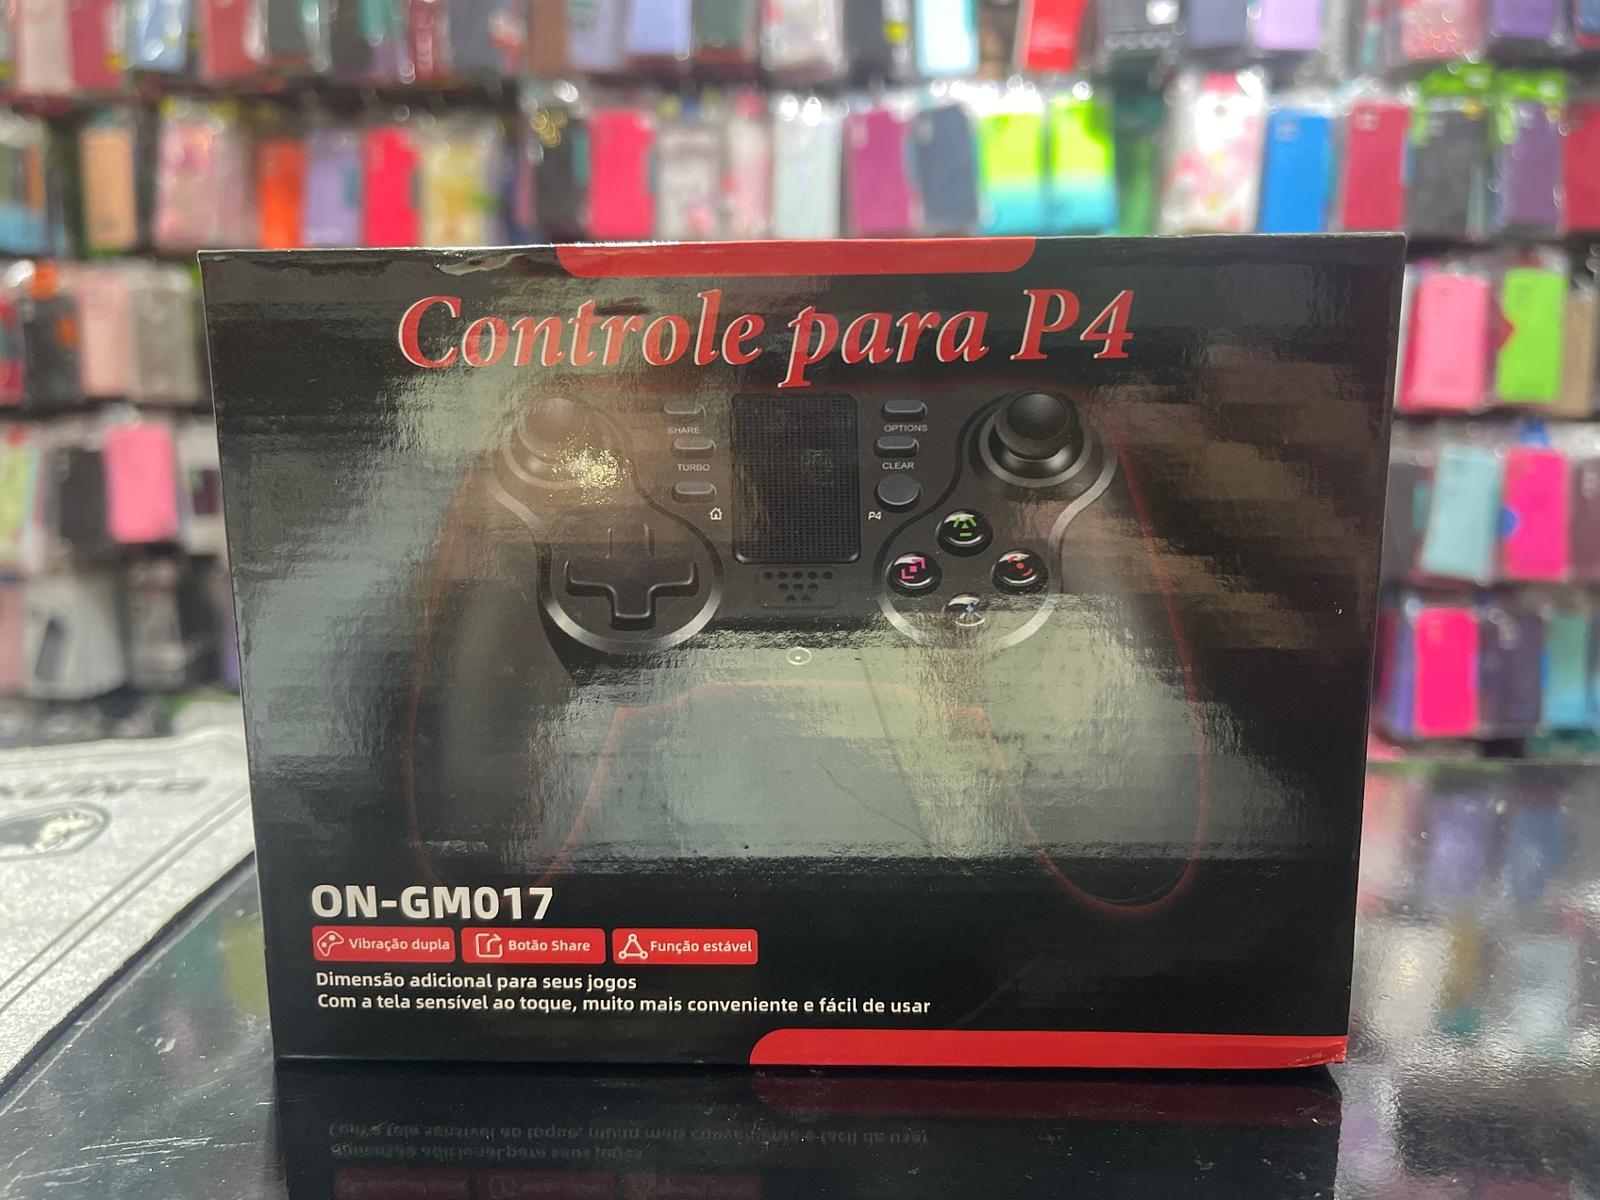 Controle para P4
SHARE
OPTIONS
TURBO
CLEAR
P4
ON-GM017
Vibração dupla
Botão Share
Função estável
Dimensão adicional para seus jogos
Com a tela sensível ao toque, muito mais conveniente e fácil de usar